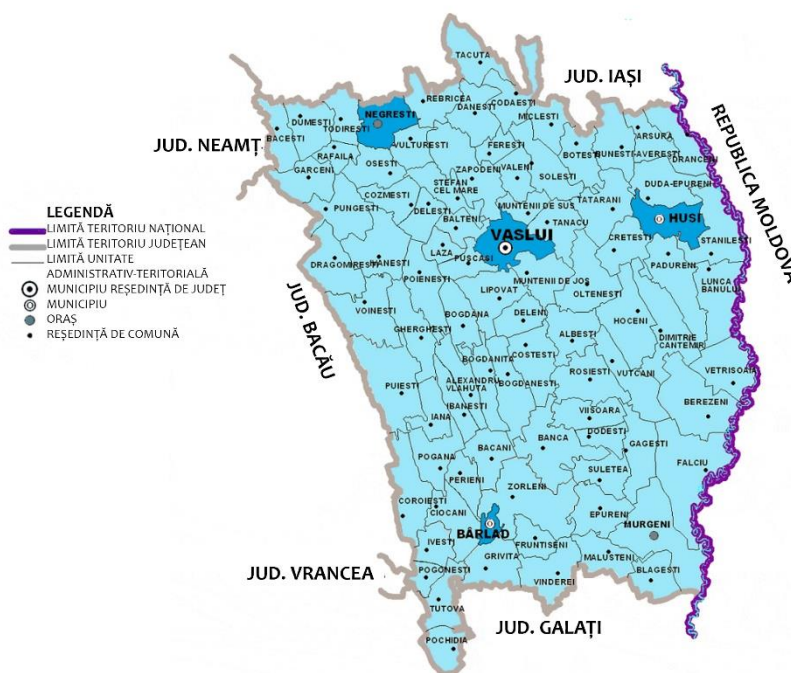 TACUTA
JUD. IAȘI
REBRICEA
DANESTI
CODAESTI
MICLESTI
NEGRESTI
DUMESTI
TODIRESTI
BACESTI
ARSURA
REPUBLICA MOLDOVA
JUD. NEAMȚ
RAFAILA
VULTURESTI
FERESTI
BOTESTI
BUNESTI-AVERESTI
DRANCENI
GARCENI
OSESTI
ZAPODENI
VALENI
SOLESTI
STEFAN
CEL MARE
DUDA-EPURENI
COZMESTI
TATARANI
PUNGESTI
DELESTI
MUNTENII DE SUS
BALTENI
TANACU
HUSI
VASLUI
CRETESTI
STANILESTI
LAZA
PUSCASI
PADURENI
DRAGOMIRESTI
IVANESTI
POIENESTI
MUNTENII DE JOS
LUNCA
BANULUI
LIPOVAT
OLTENESTI
LEGENDĂ
LIMITĂ TERITORIU NAȚIONAL
LIMITĂ TERITORIU JUDEȚEAN
LIMITĂ UNITATE
ADMINISTRATIV-TERITORIALĂ
MUNICIPIU REȘEDINȚĂ DE JUDEȚ
MUNICIPIU
ORAȘ
REȘEDINȚĂ DE COMUNĂ
JUD. BACĂU
VOINESTI
BOGDANA
DELENI
HOCENI
GHERGHESTI
ALBESTI
DIMITRIE
CANTEMIR
BOGDANITA
COSTESTI
PUIESTI
ALEXANDRU
VLAHUTA
BOGDANESTI
ROSIESTI
VUTCANI
VETRISOAIA
IBANESTI
BEREZENI
IANA
VIISOARA
DODESTI
BACANI
BANCA
GAGESTI
POGANA
PERIENI
SULETEA
FALCIU
COROIESTI
ZORLENI
CIOCANI
EPURENI
BÂRLAD
MURGENI
IVESTI
FRUNTISENI
GRIVITA
MALUSTENI
JUD. VRANCEA
POGONESTI
VINDEREI
BLAGESTI
TUTOVA
JUD. GALAȚI
POCHIDIA